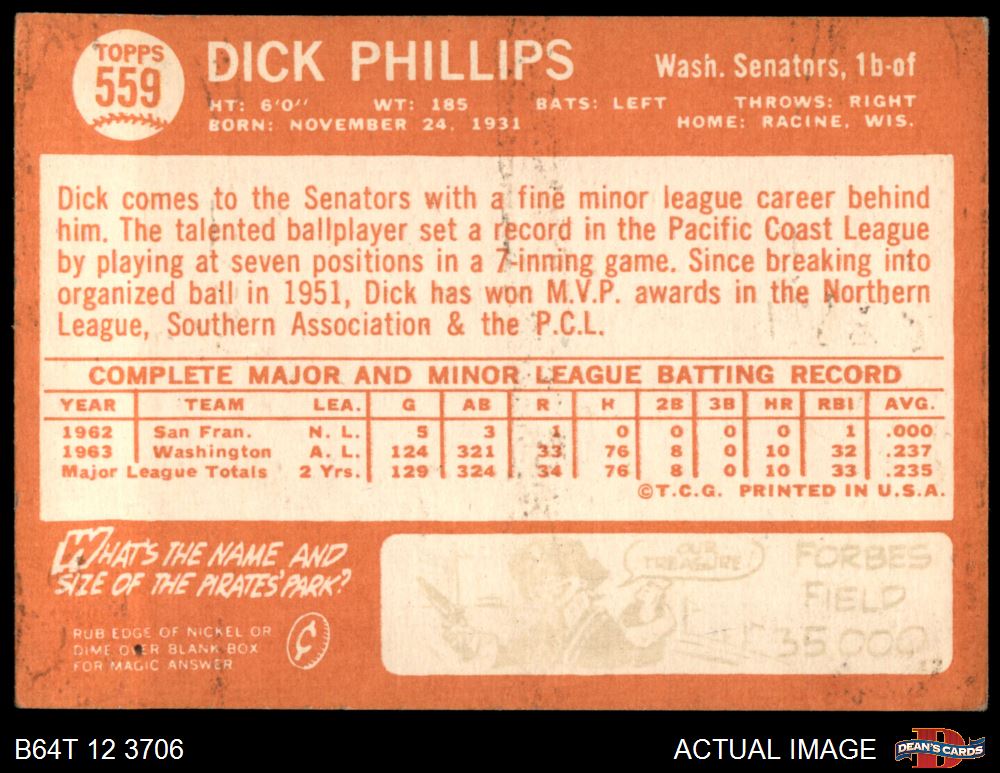 TOPPS
559
DICK PHILLIPS
Wash. Senators, 1b-of
HT: 6'0'' WT: 185 BATS: LEFT THROWS: RIGHT
BORN: NOVEMBER 24, 1931 HOME: RACINE, WIS.
Dick comes to the Senators with a fine minor league career behind
him. The talented ballplayer set a record in the Pacific Coast League
by playing at seven positions in a 7-inning game. Since breaking into
organized ball in 1951, Dick has won M.V.P. awards in the Northern
League, Southern Association & the P.C.L.
COMPLETE MAJOR AND MINOR LEAGUE BATTING RECORD
YEAR TEAM LEA. G AB R H 2B 3B HR RBI AVG.
1962 San Fran. N. L. 5 3 1 0 0 0 0 1 .000
1963 Washington A. L. 124 321 33 76 8 0 10 32 .237
Major League Totals 2 Yrs. 129 324 34 76 8 0 10 33 .235
©T.C.G. PRINTED IN U.S.A.
WHAT'S THE NAME AND
SIZE OF THE PIRATES' PARK?
RUB EDGE OF NICKEL OR
DIME OVER BLANK BOX
FOR MAGIC ANSWER
¢
OUR
TREASURE
FORBES
FIELD
35,000
B64T 12 3706
ACTUAL IMAGE
D
DEAN'S CARDS